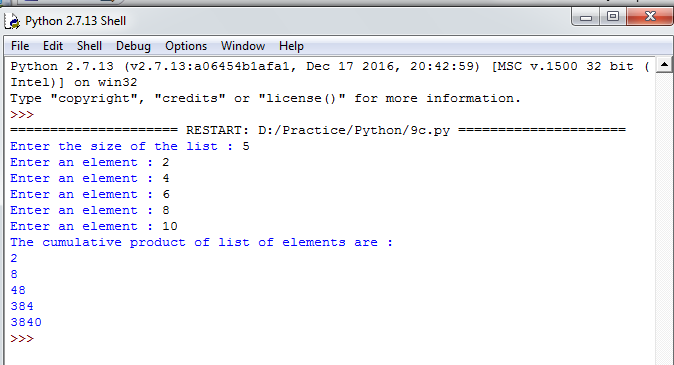 Python 2.7.13 Shell
File Edit Shell Debug Options Window Help
Python 2.7.13 (v2.7.13:a06454b1afa1, Dec 17 2016, 20:42:59) [MSC v.1500 32 bit (
Intel)] on win32
Type "copyright", "credits" or "license()" for more information.
>>>
===================== RESTART: D:/Practice/Python/9c.py =====================
Enter the size of the list : 5
Enter an element : 2
Enter an element : 4
Enter an element : 6
Enter an element : 8
Enter an element : 10
The cumulative product of list of elements are :
2
8
48
384
3840
>>>